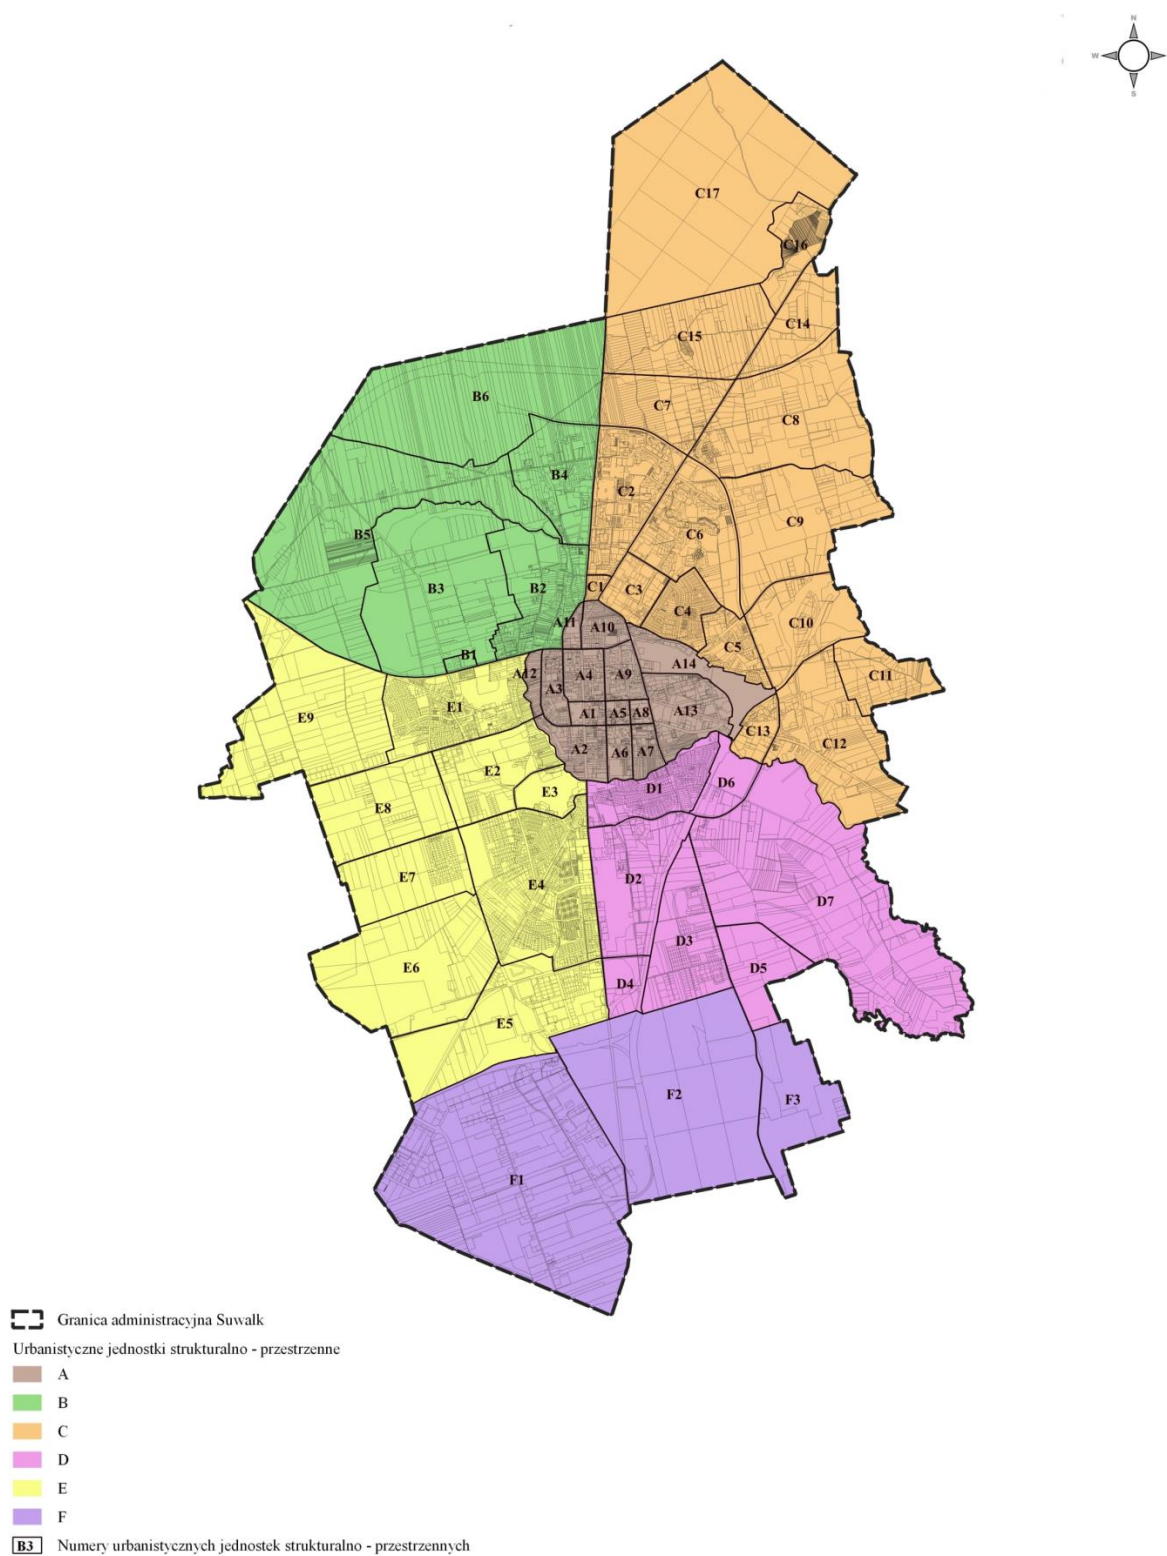 N
W
S
C17
C16
C14
C15
B6
C7
C8
B4
C2
C9
C6
B5
B3
B2
C1
C3
C4
C10
A11
A10
C5
B1
A14
C11
A12
A4
A9
A3
E1
E9
A1
A5
A8
A13
C13
C12
A2
A6
A7
E2
D6
E3
D1
E8
E7
E4
D2
D7
D3
E6
D5
D4
E5
F2
F3
F1
Granica administracyjna Suwałk
Urbanistyczne jednostki strukturalno - przestrzenne
A
B
C
D
E
F
B3 Numery urbanistycznych jednostek strukturalno - przestrzennych